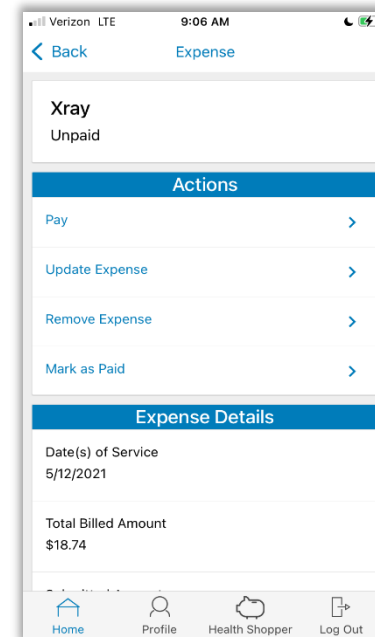 Verizon LTE 9:06 AM
Back Expense
Xray
Unpaid
Actions
Pay
Update Expense
Remove Expense
Mark as Paid
Expense Details
Date(s) of Service
5/12/2021
Total Billed Amount
$18.74
Home Profile Health Shopper Log Out